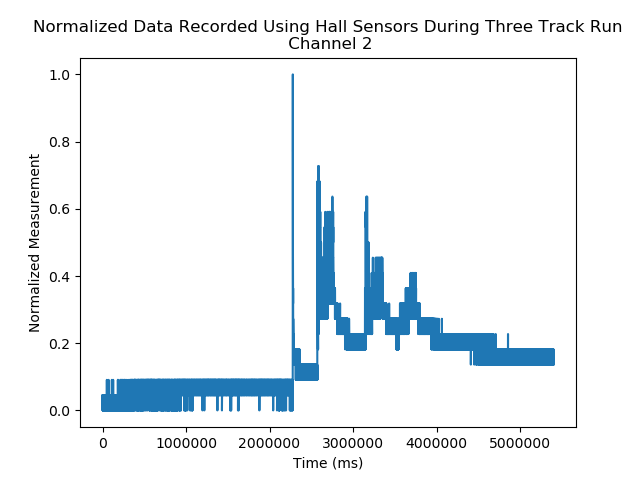 Normalized Data Recorded Using Hall Sensors During Three Track Run
Channel 2
1.0
0.8
0.6
0.4
0.2
0.0
Normalized Measurement
0 1000000 2000000 3000000 4000000 5000000
Time (ms)